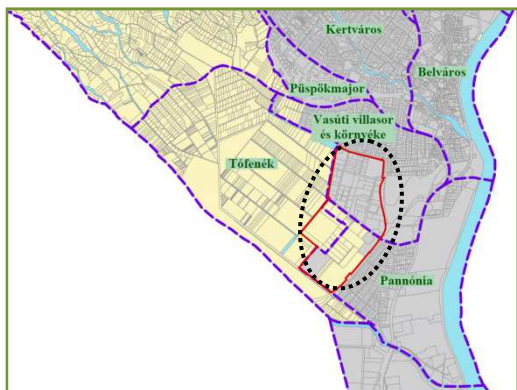 Kertváros
Belváros
Püspökmajor
Vasúti villasor
és környéke
Tófenék
Pannónia